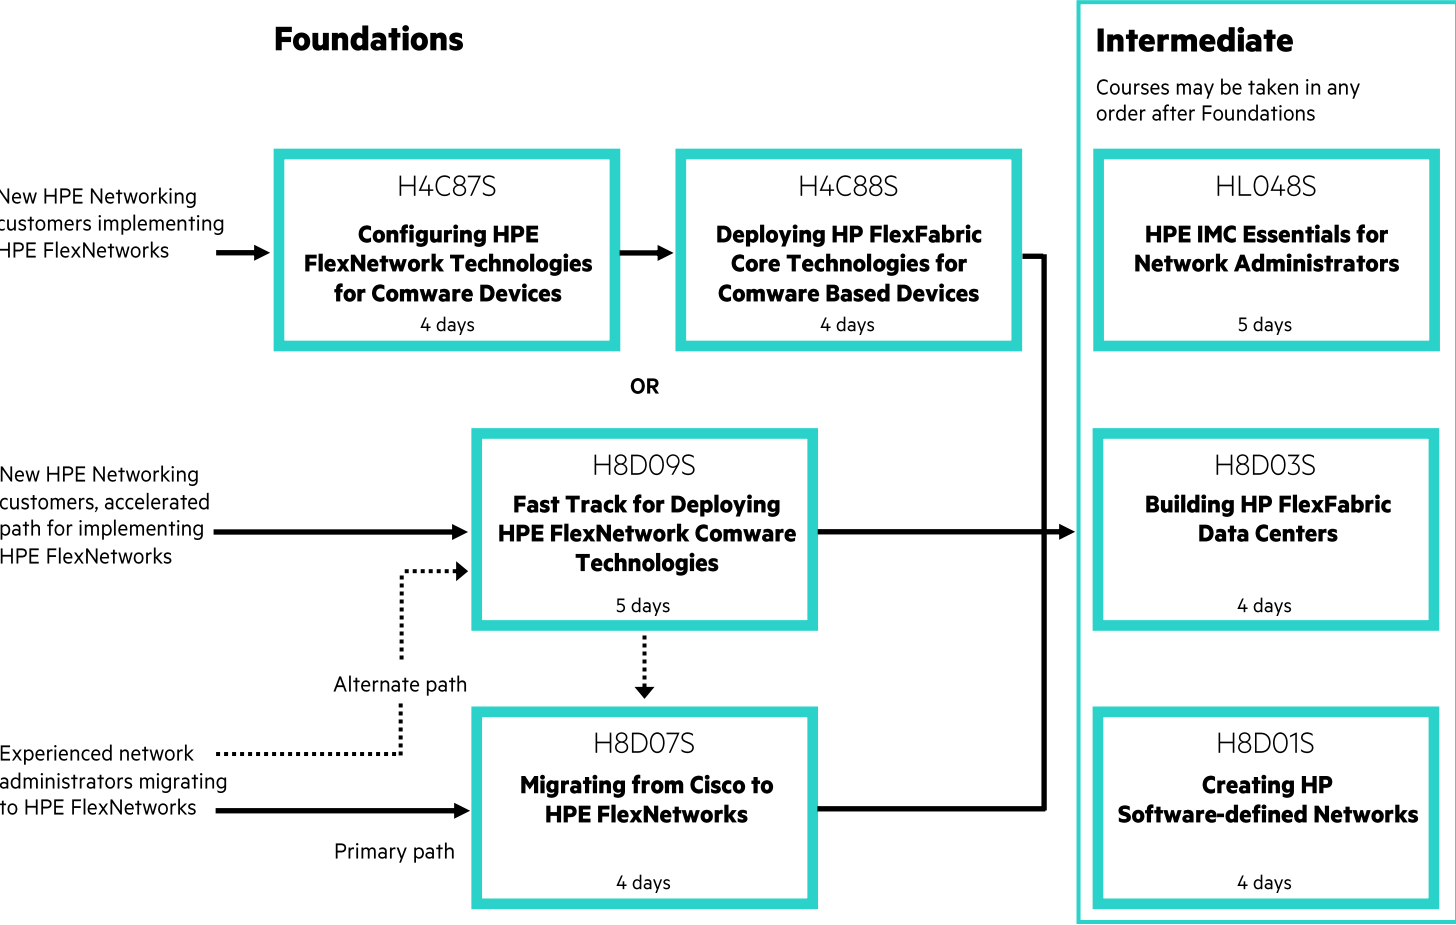 Foundations
Intermediate
Courses may be taken in any
order after Foundations
New HPE Networking
customers implementing
HPE FlexNetworks
H4C87S
Configuring HPE
FlexNetwork Technologies
for Comware Devices
4 days
H4C88S
Deploying HP FlexFabric
Core Technologies for
Comware Based Devices
4 days
HL048S
HPE IMC Essentials for
Network Administrators
5 days
OR
New HPE Networking
customers, accelerated
path for implementing
HPE FlexNetworks
H8D09S
Fast Track for Deploying
HPE FlexNetwork Comware
Technologies
5 days
H8D03S
Building HP FlexFabric
Data Centers
4 days
Alternate path
Experienced network
administrators migrating
to HPE FlexNetworks
Primary path
H8D07S
Migrating from Cisco to
HPE FlexNetworks
4 days
H8D01S
Creating HP
Software-defined Networks
4 days